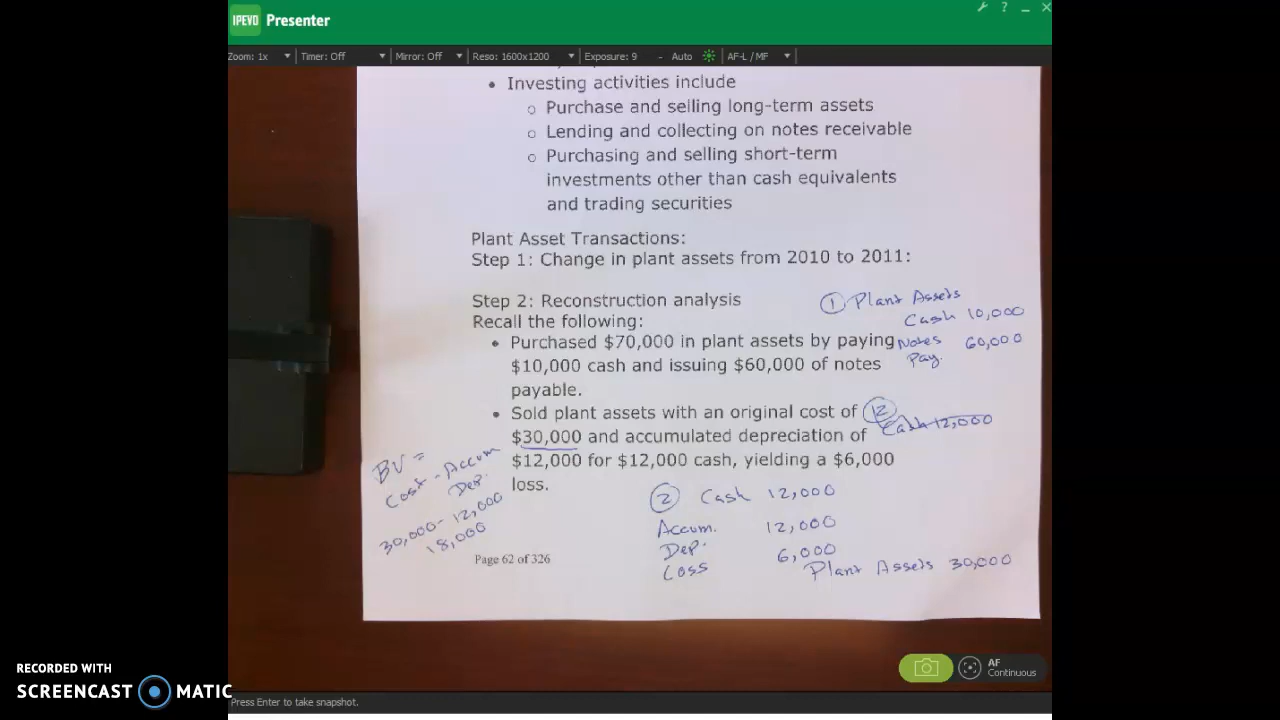 IPEVO Presenter
Zoom: 1x Timer: Off Mirror: Off Reso: 1600x1200 Exposure: 9 - Auto AF-L / MF
• Investing activities include
o Purchase and selling long-term assets
o Lending and collecting on notes receivable
o Purchasing and selling short-term
investments other than cash equivalents
and trading securities
Plant Asset Transactions:
Step 1: Change in plant assets from 2010 to 2011:
Step 2: Reconstruction analysis
① Plant Assets
Cash 10,000
Notes 60,000
Pay.
Recall the following:
• Purchased $70,000 in plant assets by paying
$10,000 cash and issuing $60,000 of notes
payable.
• Sold plant assets with an original cost of
$30,000 and accumulated depreciation of
$12,000 for $12,000 cash, yielding a $6,000
loss.
12
Cash 12,000
BV =
Cost - Accum
Dep.
30,000 - 12,000
18,000
② Cash 12,000
Accum. 12,000
Dep.
Loss 6,000
Plant Assets 30,000
Page 62 of 326
AF
Continuous
RECORDED WITH
SCREENCAST MATIC
Press Enter to take snapshot.